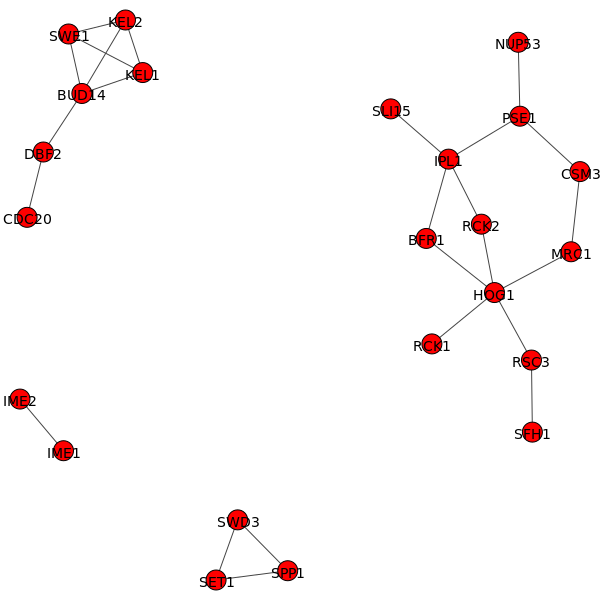 KEL2
SWE1
KEL1
BUD14
DBF2
CDC20
NUP53
SLI15
PSE1
IPL1
CSM3
RCK2
BFR1
MRC1
HOG1
RCK1
RSC3
SFH1
IME2
IME1
SWD3
SPP1
SET1